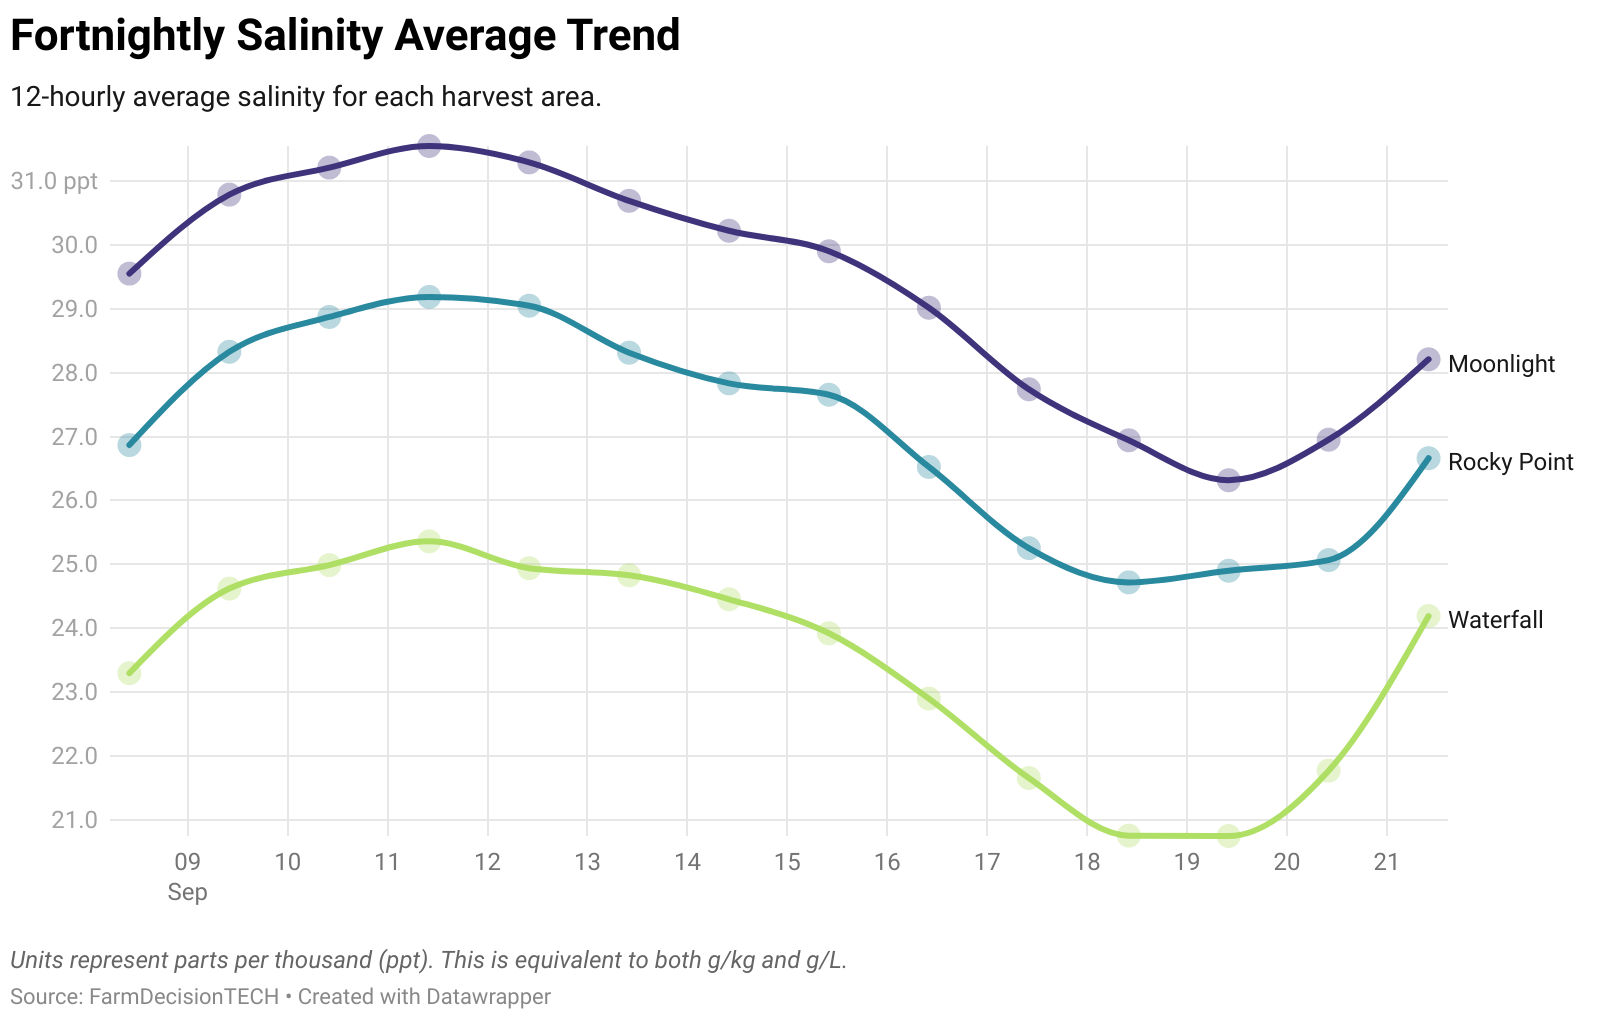 Fortnightly Salinity Average Trend
12-hourly average salinity for each harvest area.
31.0 ppt
30.0
29.0
28.0
27.0
26.0
25.0
24.0
23.0
22.0
21.0
Moonlight
Rocky Point
Waterfall
09 10 11 12 13 14 15 16 17 18 19 20 21
Sep
Units represent parts per thousand (ppt). This is equivalent to both g/kg and g/L.
Source: FarmDecisionTECH • Created with Datawrapper